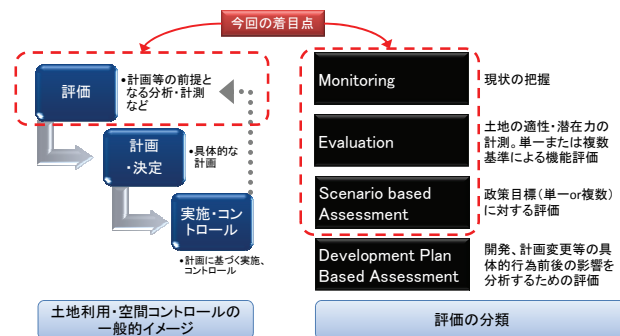 今回の着目点
評価
•計画等の前提と
なる分析・計測
など
計画
・決定
•具体的な
計画
実施・コン
トロール
•計画に基づく実施、
コントロール
土地利用・空間コントロールの
一般的イメージ
Monitoring
現状の把握
Evaluation
土地の適性・潜在力の
計測。単一または複数
基準による機能評価
Scenario based
Assessment
政策目標（単一or複数）
に対する評価
Development Plan
Based Assessment
開発、計画変更等の具
体的行為前後の影響を
分析するための評価
評価の分類